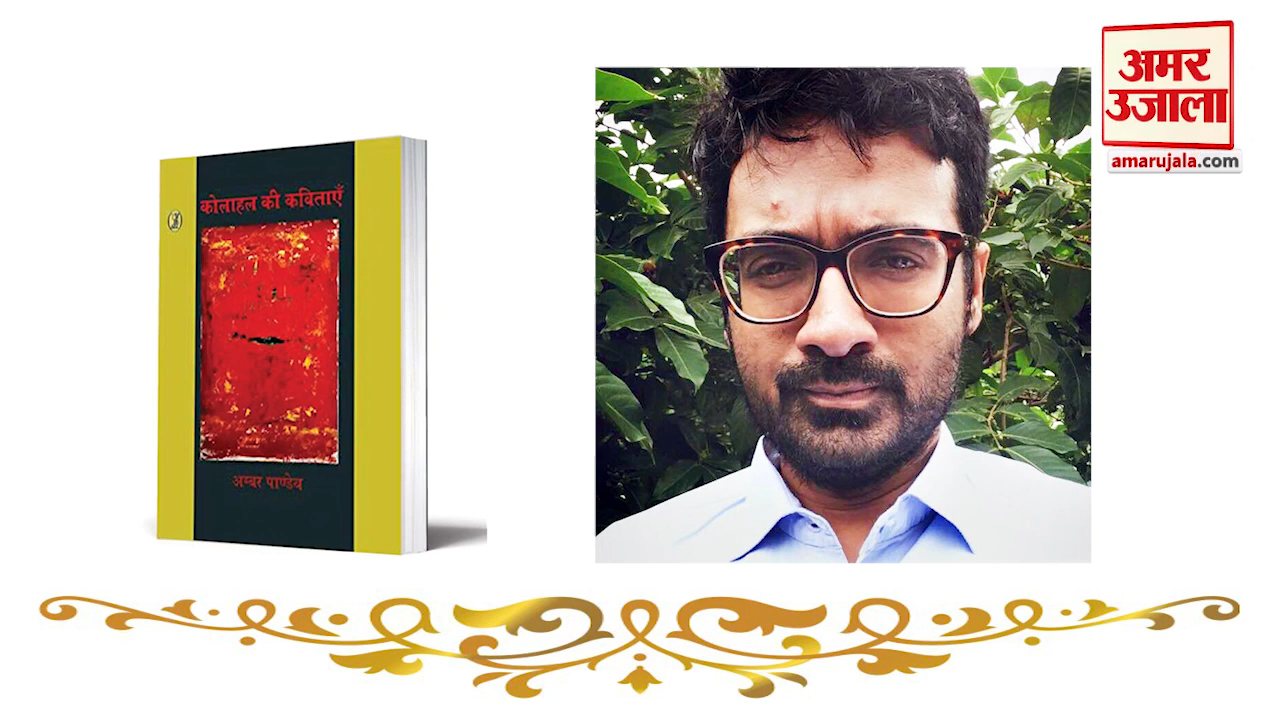 कोलाहल की कविताएँ
अम्बर पाण्डेय
अमर
उजाला
amarujala.com